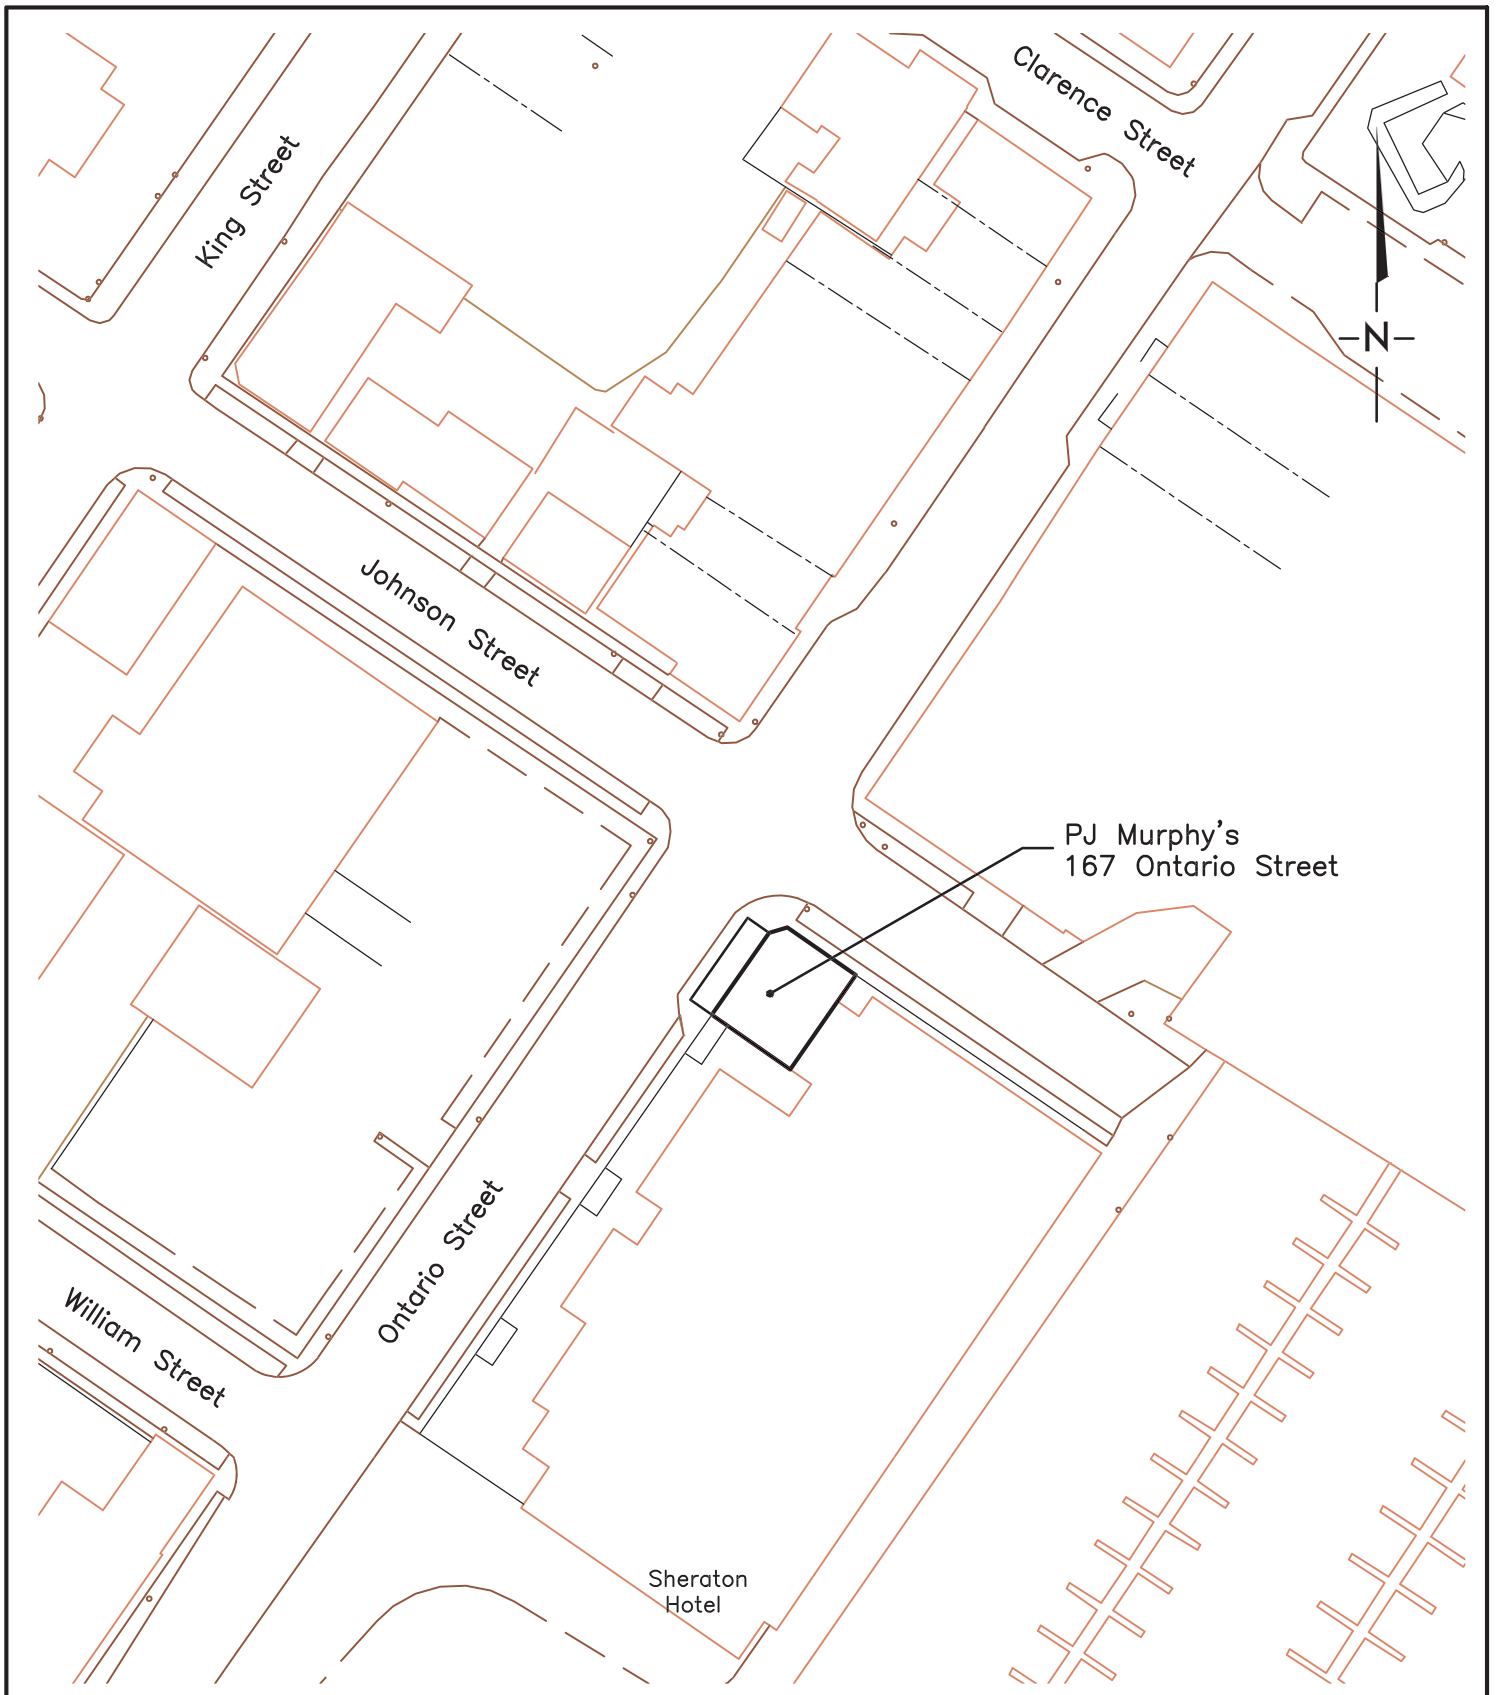 Clarence Street
King Street
N
Johnson Street
PJ Murphy's
167 Ontario Street
Ontario Street
William Street
Sheraton
Hotel